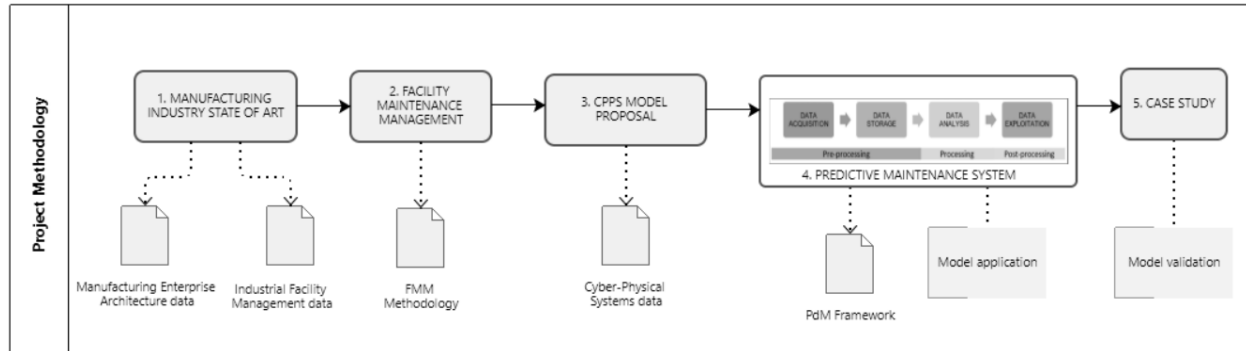 Project Methodology
1. MANUFACTURING
INDUSTRY STATE OF ART
2. FACILITY
MAINTENANCE
MANAGEMENT
3. CPPS MODEL
PROPOSAL
DATA
ACQUISITION
DATA
STORAGE
DATA
ANALYSIS
DATA
EXPLOITATION
Pre-processing
Processing
Post-processing
4. PREDICTIVE MAINTENANCE SYSTEM
5. CASE STUDY
Manufacturing Enterprise
Architecture data
Industrial Facility
Management data
FMM
Methodology
Cyber-Physical
Systems data
PdM Framework
Model application
Model validation